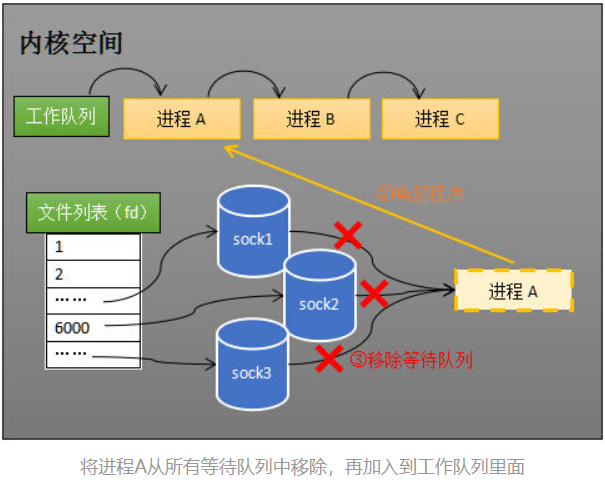 内核空间
工作队列
进程 A
进程 B
进程 C
②唤起程序
文件列表（fd）
1
2
……
6000
……
sock1
sock2
sock3
进程 A
③移除等待队列
将进程A从所有等待队列中移除，再加入到工作队列里面